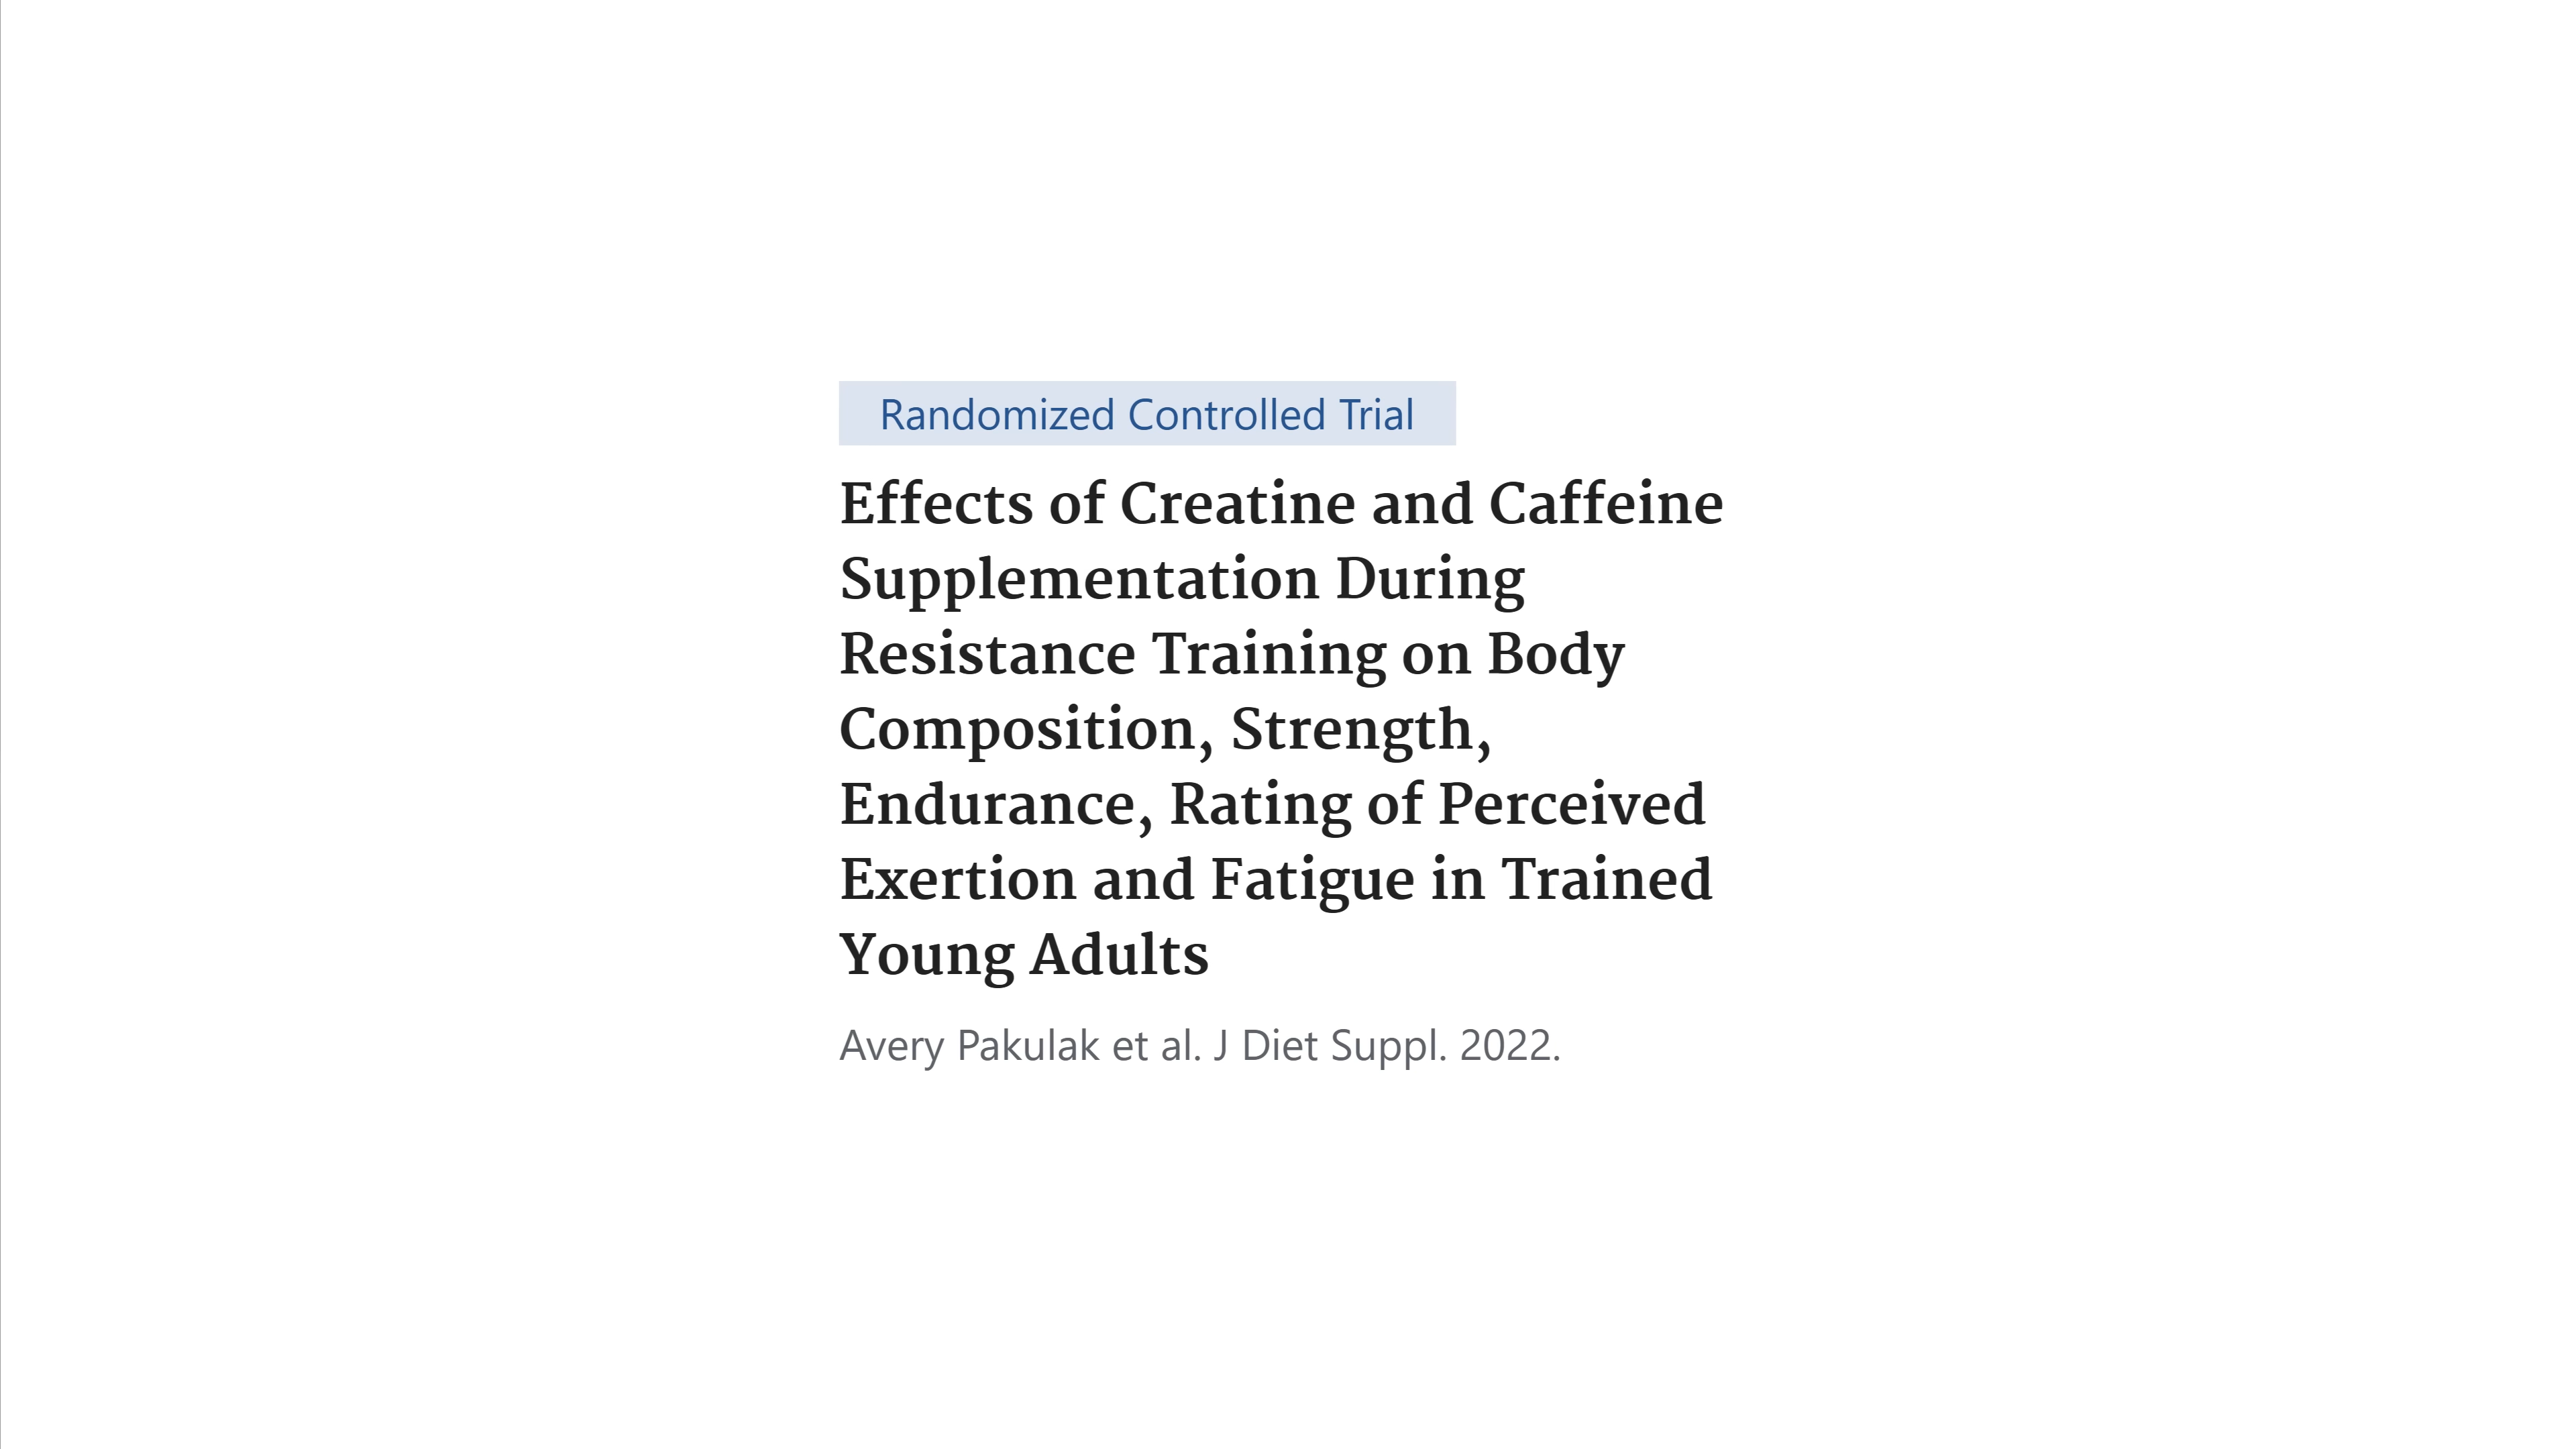 Randomized Controlled Trial
Effects of Creatine and Caffeine
Supplementation During
Resistance Training on Body
Composition, Strength,
Endurance, Rating of Perceived
Exertion and Fatigue in Trained
Young Adults
Avery Pakulak et al. J Diet Suppl. 2022.